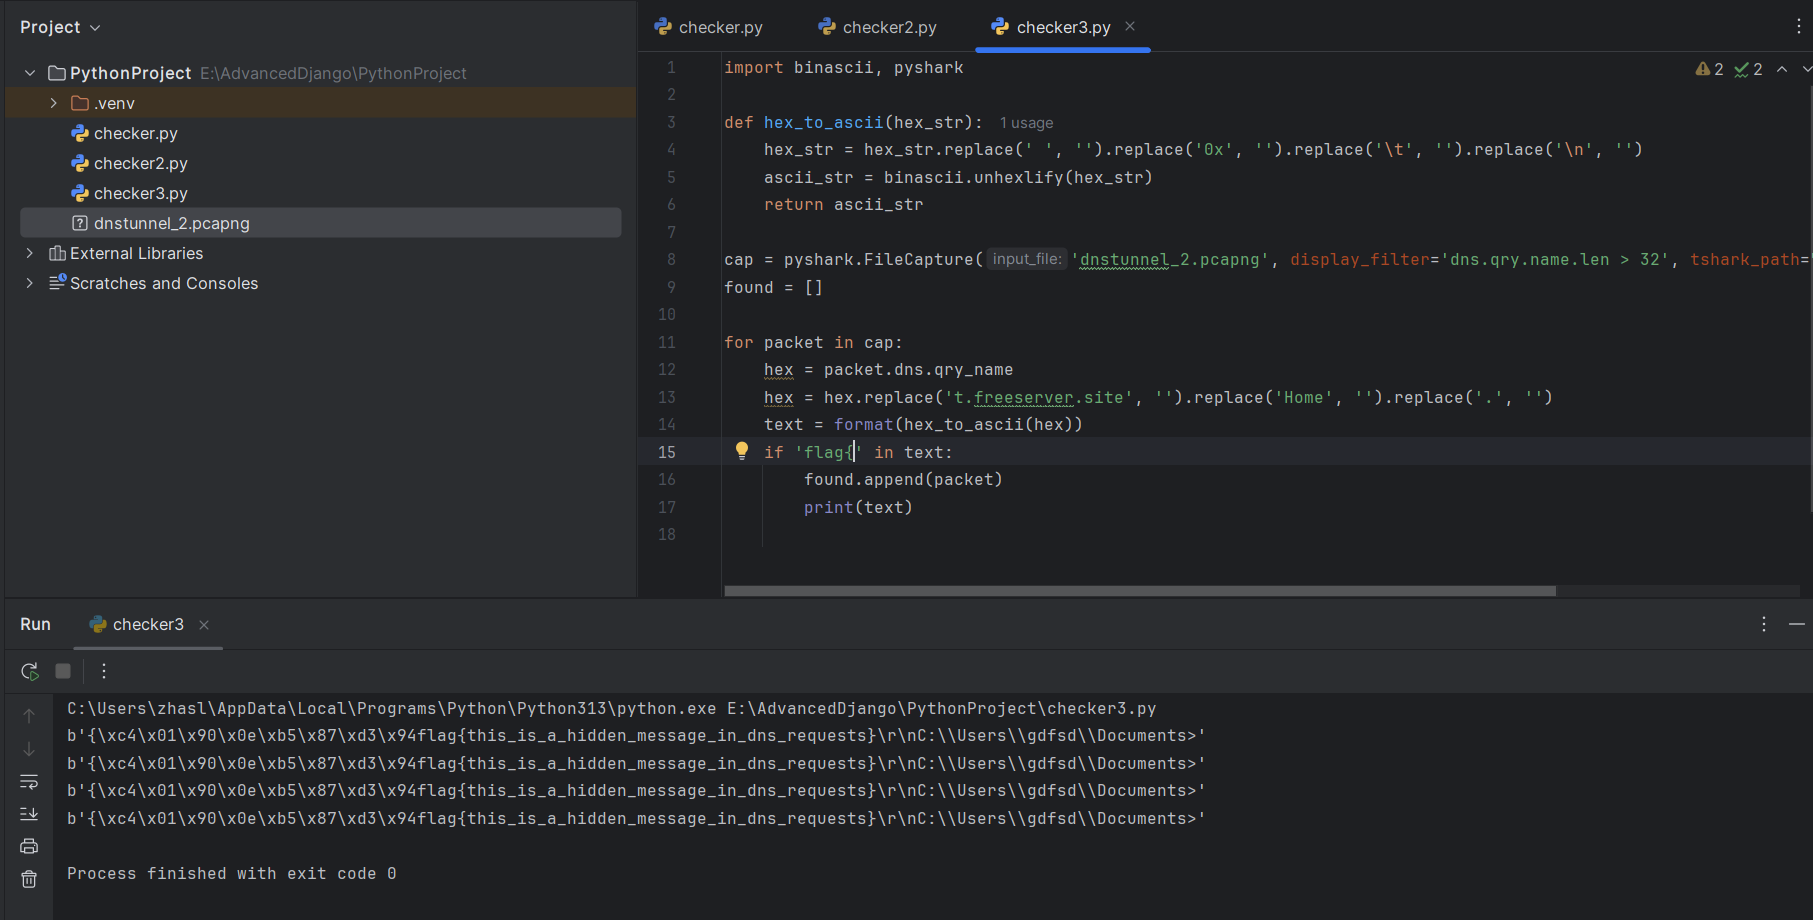 Project
checker.py
checker2.py
checker3.py
PythonProject E:\AdvancedDjango\PythonProject
.venv
checker.py
checker2.py
checker3.py
dnstunnel_2.pcapng
External Libraries
Scratches and Consoles
2 2
1 import binascii, pyshark
2
3 def hex_to_ascii(hex_str): 1 usage
4 hex_str = hex_str.replace(' ', '').replace('0x', '').replace('\t', '').replace('\n', '')
5 ascii_str = binascii.unhexlify(hex_str)
6 return ascii_str
7
8 cap = pyshark.FileCapture( input_file: 'dnstunnel_2.pcapng', display_filter='dns.qry.name.len > 32', tshark_path=
9 found = []
10
11 for packet in cap:
12 hex = packet.dns.qry_name
13 hex = hex.replace('t.freeserver.site', '').replace('Home', '').replace('.', '')
14 text = format(hex_to_ascii(hex))
15 if 'flag{' in text:
16 found.append(packet)
17 print(text)
18
Run
checker3
C:\Users\zhasl\AppData\Local\Programs\Python\Python313\python.exe E:\AdvancedDjango\PythonProject\checker3.py
b'{\xc4\x01\x90\x0e\xb5\x87\xd3\x94flag{this_is_a_hidden_message_in_dns_requests}\r\nC:\\Users\\gdfsd\\Documents>'
b'{\xc4\x01\x90\x0e\xb5\x87\xd3\x94flag{this_is_a_hidden_message_in_dns_requests}\r\nC:\\Users\\gdfsd\\Documents>'
b'{\xc4\x01\x90\x0e\xb5\x87\xd3\x94flag{this_is_a_hidden_message_in_dns_requests}\r\nC:\\Users\\gdfsd\\Documents>'
b'{\xc4\x01\x90\x0e\xb5\x87\xd3\x94flag{this_is_a_hidden_message_in_dns_requests}\r\nC:\\Users\\gdfsd\\Documents>'
Process finished with exit code 0